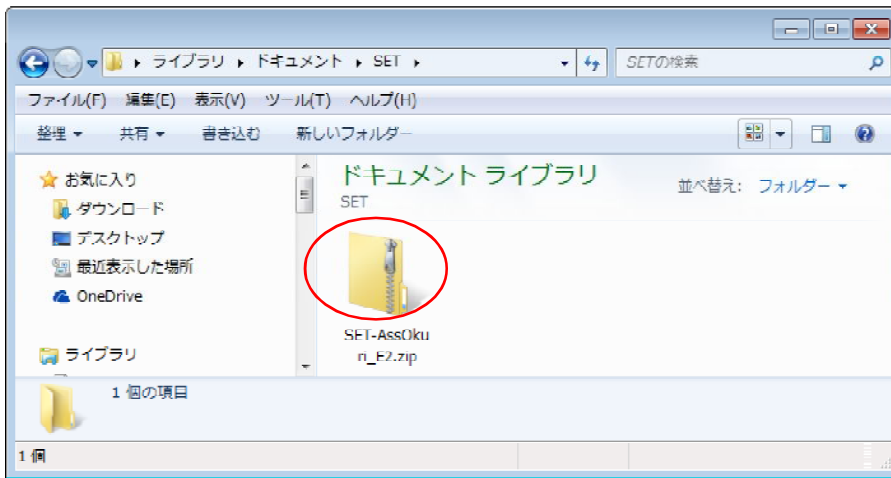 ライブラリ ▸ ドキュメント ▸ SET ▸
SETの検索
ファイル(F) 編集(E) 表示(V) ツール(T) ヘルプ(H)
整理 ▼ 共有 ▼ 書き込む 新しいフォルダー
お気に入り
ダウンロード
デスクトップ
最近表示した場所
OneDrive
ライブラリ
ドキュメント ライブラリ
SET
並べ替え: フォルダー ▼
SET-AssOku
ri_E2.zip
1 個の項目
1 個